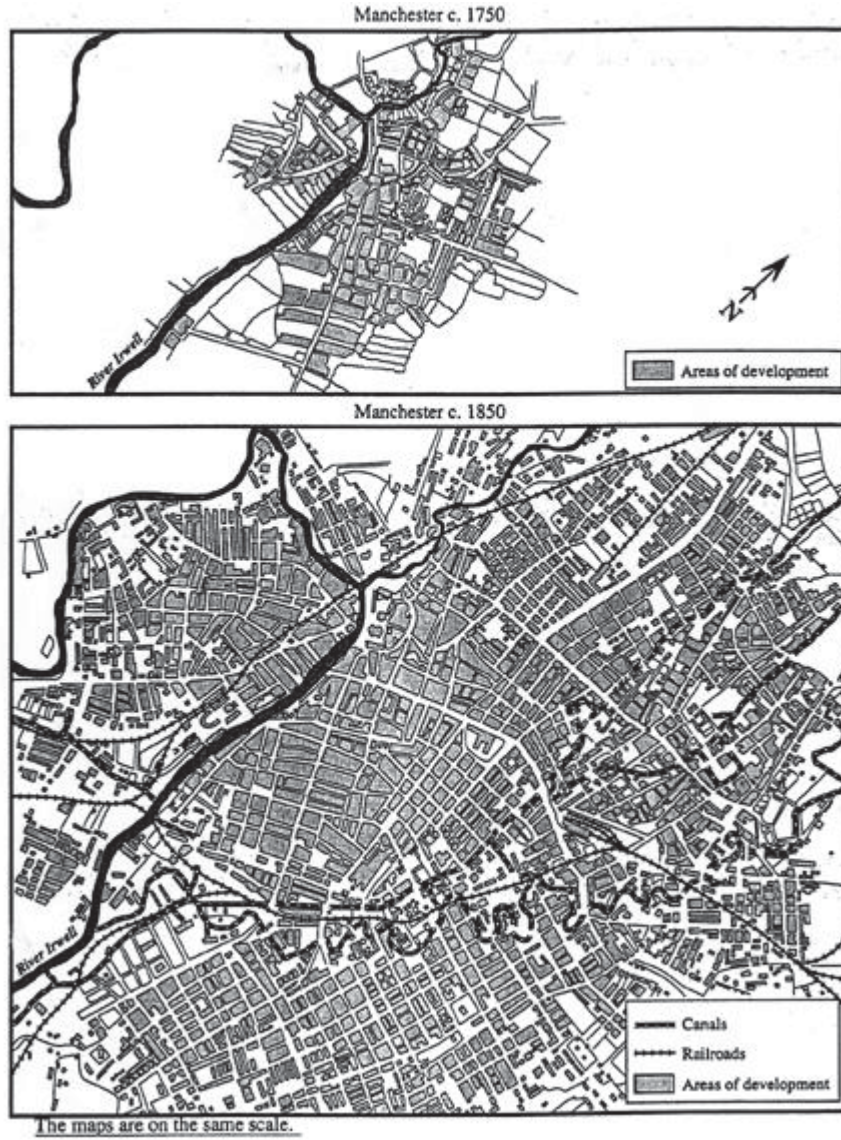 Manchester c. 1750
River Irwell
N
Areas of development
Manchester c. 1850
River Irwell
Canals
Railroads
Areas of development
The maps are on the same scale.